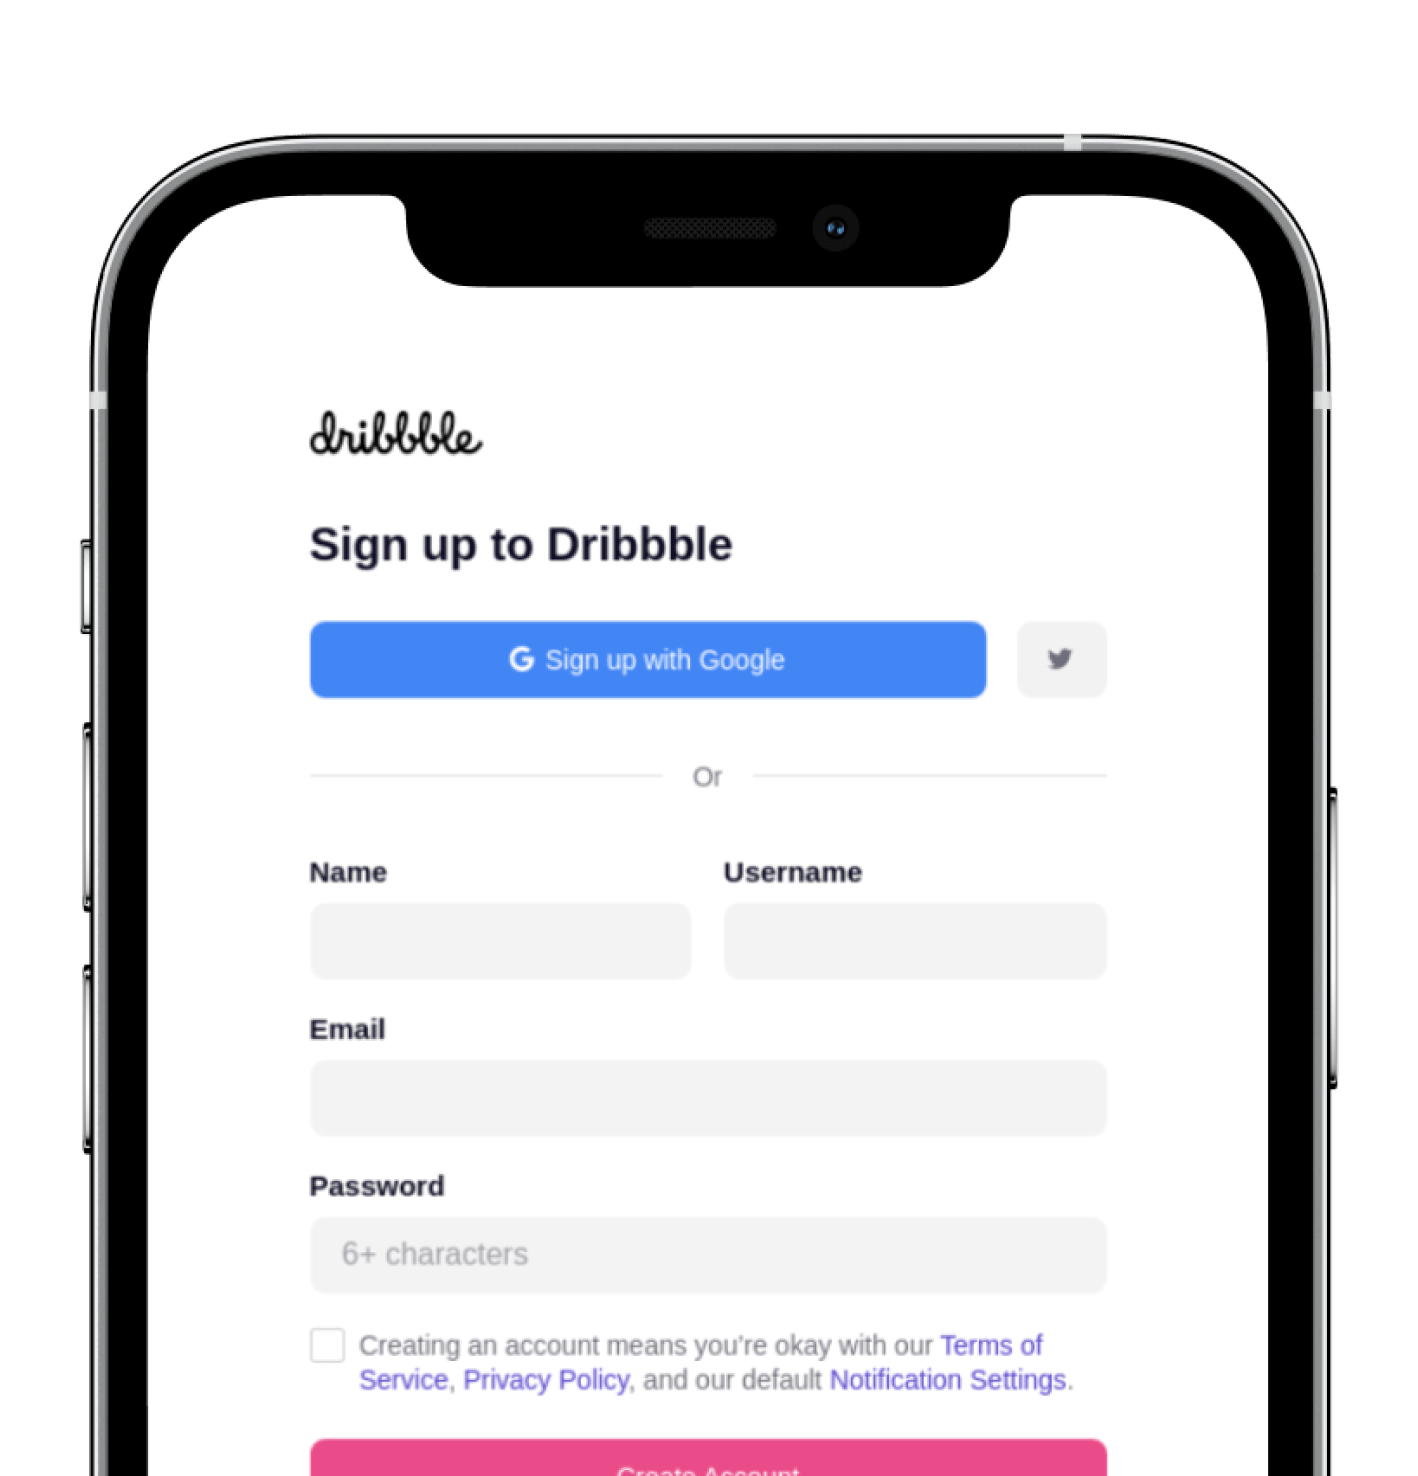 dribbble
Sign up to Dribbble
G Sign up with Google
Or
Name Username
Email
Password
6+ characters
Creating an account means you're okay with our Terms of
Service, Privacy Policy, and our default Notification Settings.
Create Account